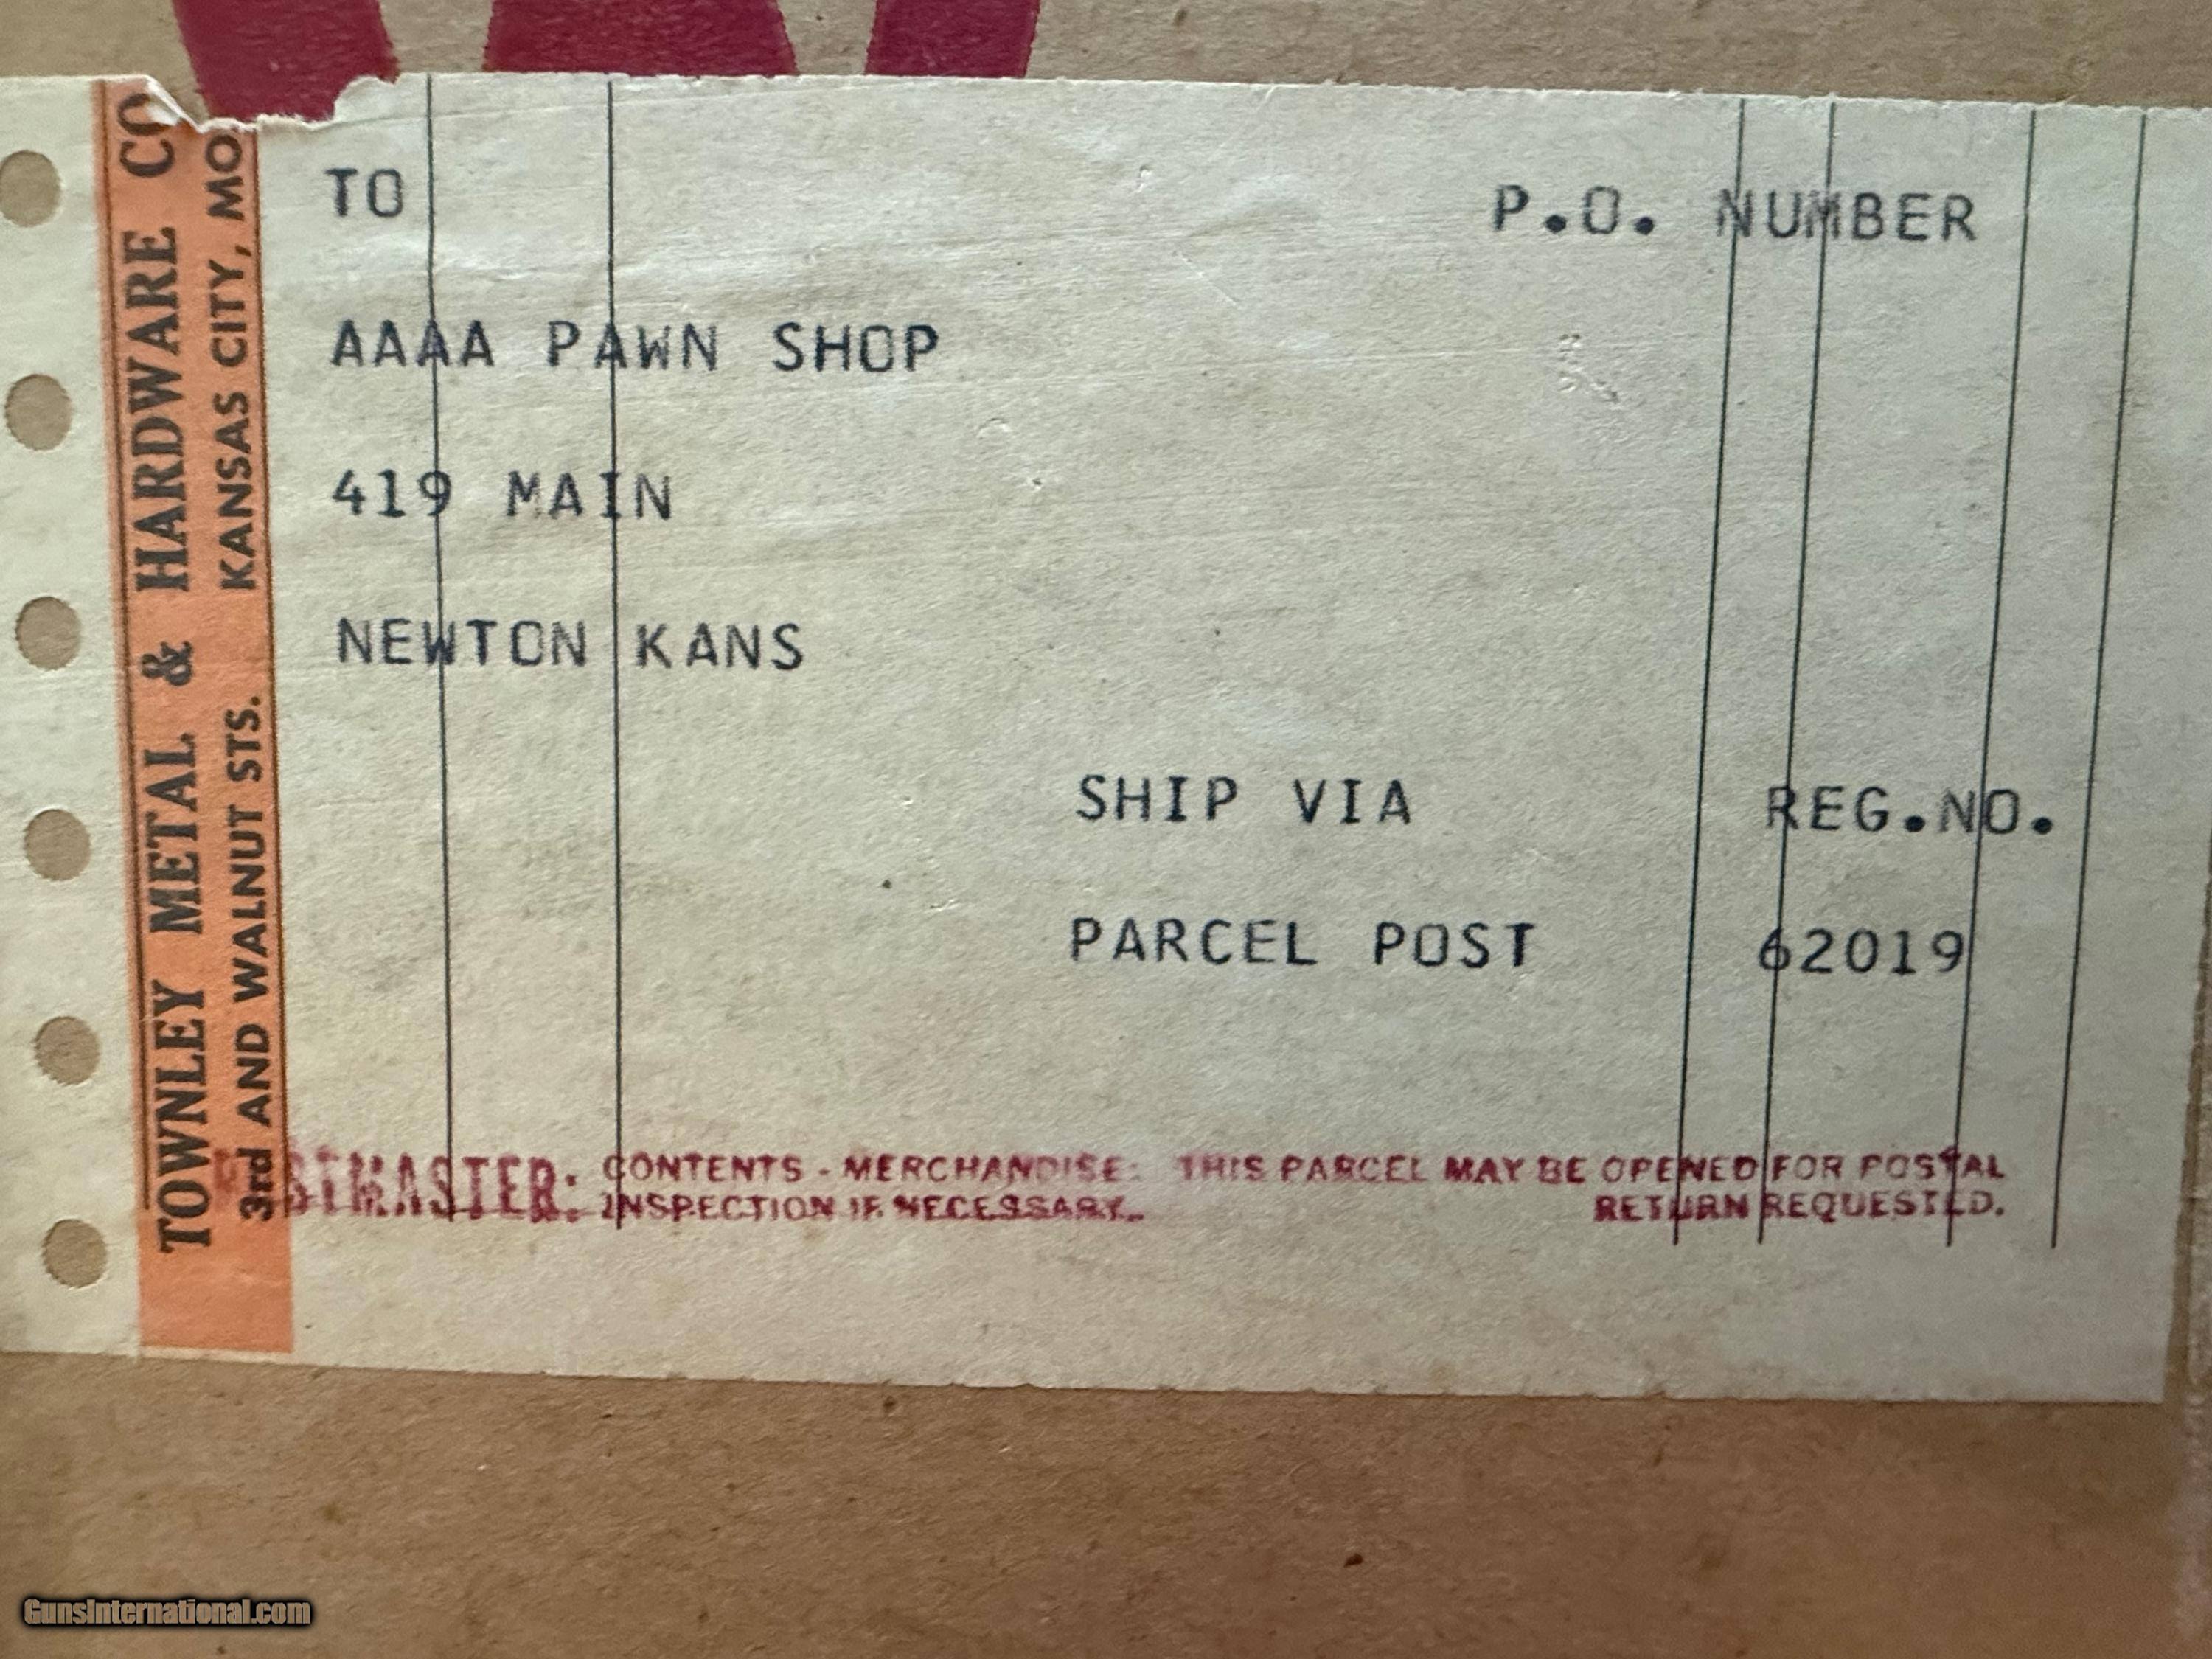 TOWNLEY METAL & HARDWARE CO
3rd AND WALNUT STS. KANSAS CITY, MO.
TO
P.O. NUMBER
AAAA PAWN SHOP
419 MAIN
NEWTON KANS
SHIP VIA
REG.NO.
PARCEL POST
62019
POSTMASTER: CONTENTS - MERCHANDISE: THIS PARCEL MAY BE OPENED FOR POSTAL
INSPECTION IF NECESSARY. RETURN REQUESTED.
GunsInternational.com